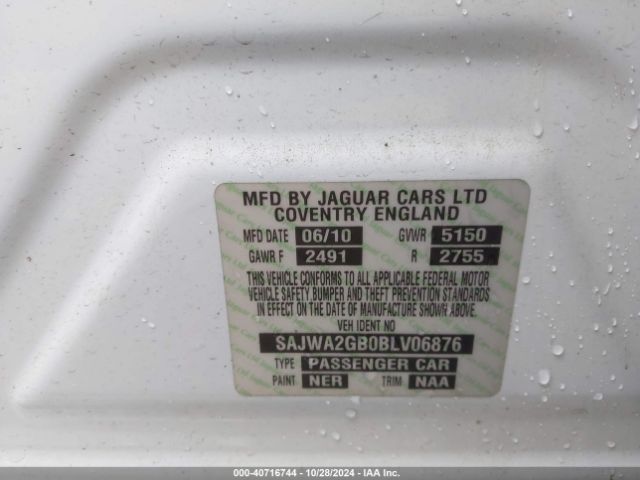 MFD BY JAGUAR CARS LTD
COVENTRY ENGLAND
MFD DATE 06/10 GVWR 5150
GAWR F 2491 R 2755
THIS VEHICLE CONFORMS TO ALL APPLICABLE FEDERAL MOTOR
VEHICLE SAFETY BUMPER AND THEFT PREVENTION STANDARDS
IN EFFECT ON THE DATE OF MANUFACTURE SHOWN ABOVE.
VEH IDENT NO
SAJWA2GB0BLV06876
TYPE PASSENGER CAR
PAINT NER TRIM NAA
000-40716744 | 10/28/2024 | IAA Inc.